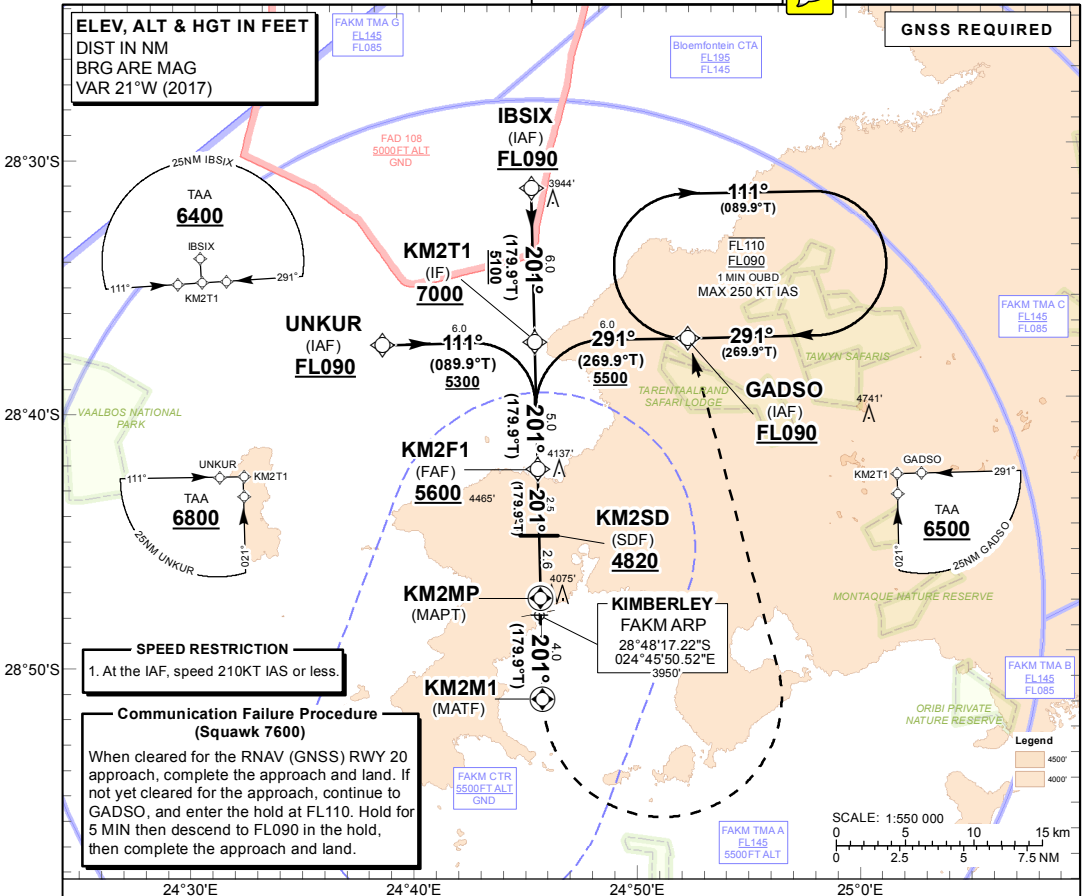 ELEV, ALT & HGT IN FEET
DIST IN NM
BRG ARE MAG
VAR 21°W (2017)
FAKM TMA G
FL145
FL085
Bloemfontein CTA
FL195
FL145
GNSS REQUIRED
FAD 108
5000FT ALT
GND
IBSIX
(IAF)
FL090
3944'
28°30'S
25NM IBSIX
TAA
6400
IBSIX
111°
291°
KM2T1
KM2T1
(IF)
7000
(179.9°T)
5100
6.0
201°
111°
(089.9°T)
FL110
FL090
1 MIN OUBD
MAX 250 KT IAS
291°
(269.9°T)
FAKM TMA C
FL145
FL085
UNKUR
(IAF)
FL090
6.0
111°
(089.9°T)
5300
6.0
291°
(269.9°T)
5500
TAWYN SAFARIS
TARENTAALRAND
SAFARI LODGE
GADSO
(IAF)
FL090
4741'
28°40'S
VAALBOS NATIONAL
PARK
5.0
201°
(179.9°T)
KM2F1
(FAF)
5600
4137'
4465'
2.5
201°
(179.9°T)
UNKUR
111°
KM2T1
TAA
6800
021°
25NM UNKUR
KM2SD
(SDF)
4820
2.6
GADSO
KM2T1
291°
TAA
6500
021°
25NM GADSO
KM2MP
(MAPT)
4075'
MONTAQUE NATURE RESERVE
KIMBERLEY
FAKM ARP
28°48'17.22"S
024°45'50.52"E
3950'
4.0
201°
(179.9°T)
SPEED RESTRICTION
1. At the IAF, speed 210KT IAS or less.
28°50'S
KM2M1
(MATF)
FAKM TMA B
FL145
FL085
ORIBI PRIVATE
NATURE RESERVE
Communication Failure Procedure
(Squawk 7600)
When cleared for the RNAV (GNSS) RWY 20
approach, complete the approach and land. If
not yet cleared for the approach, continue to
GADSO, and enter the hold at FL110. Hold for
5 MIN then descend to FL090 in the hold,
then complete the approach and land.
FAKM CTR
5500FT ALT
GND
FAKM TMA A
FL145
5500FT ALT
Legend
4500'
4000'
SCALE: 1:550 000
0 5 10 15 km
0 2.5 5 7.5 NM
24°30'E 24°40'E 24°50'E 25°0'E